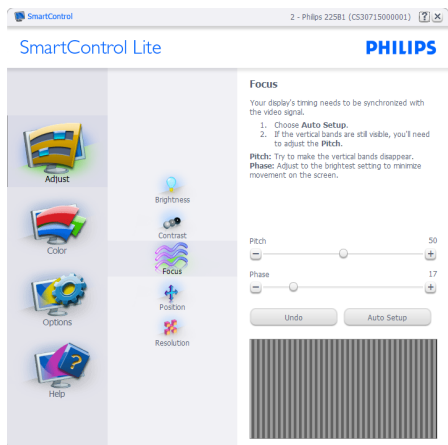 SmartControl
2 - Philips 225B1 (CS30715000001)
SmartControl Lite
PHILIPS
Adjust
Color
Options
Help
Brightness
Contrast
Focus
Position
Resolution
Focus
Your display's timing needs to be synchronized with
the video signal.
1. Choose Auto Setup.
2. If the vertical bands are still visible, you'll need
to adjust the Pitch.
Pitch: Try to make the vertical bands disappear.
Phase: Adjust to the brightest setting to minimize
movement on the screen.
Pitch 50
Phase 17
Undo
Auto Setup